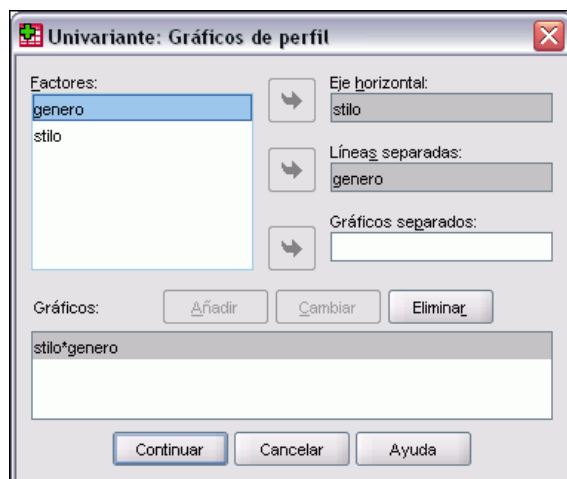 Univariante: Gráficos de perfil
Factores:
genero
stilo
Eje horizontal:
stilo
Líneas separadas:
genero
Gráficos separados:
Gráficos:
Añadir
Cambiar
Eliminar
stilo*genero
Continuar
Cancelar
Ayuda